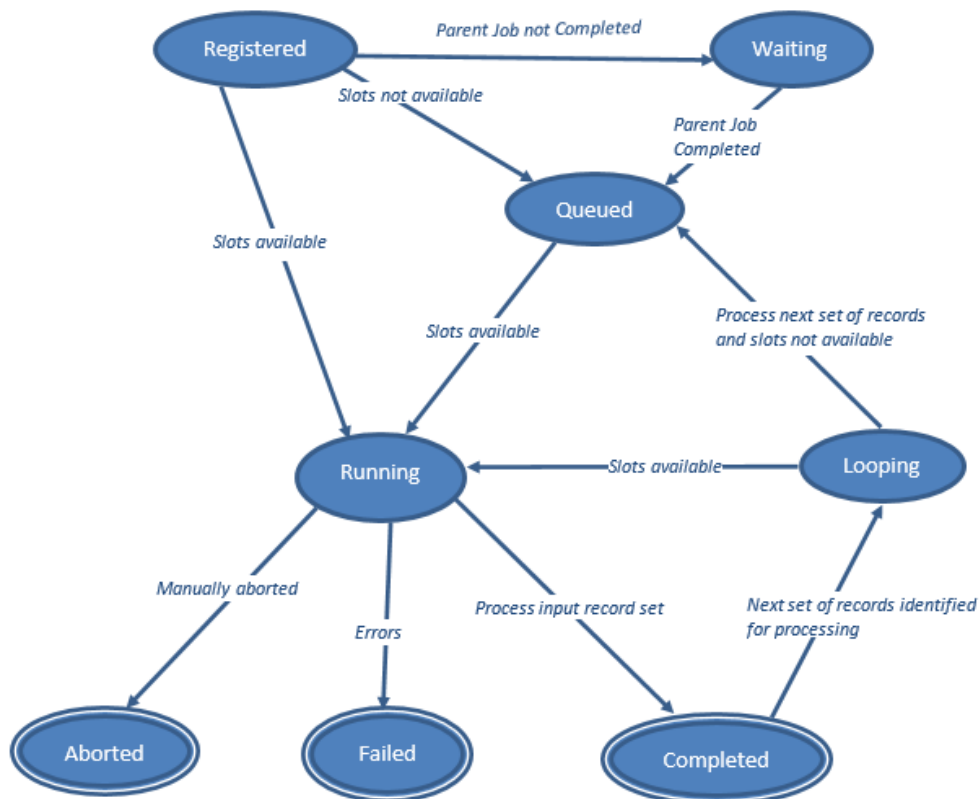 Registered
Parent Job not Completed
Waiting
Slots not available
Parent Job
Completed
Queued
Slots available
Slots available
Process next set of records
and slots not available
Running
Slots available
Looping
Manually aborted
Errors
Process input record set
Next set of records identified
for processing
Aborted
Failed
Completed